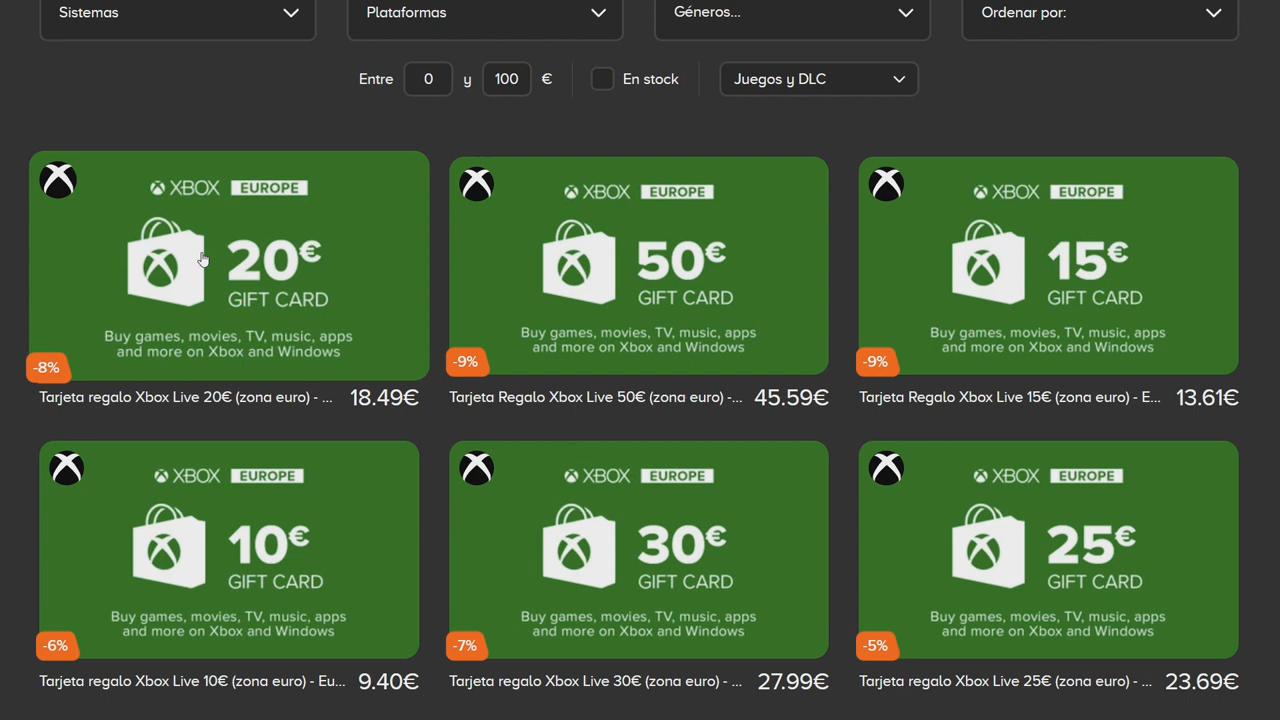 Sistemas
Plataformas
Géneros...
Ordenar por:
Entre 0 y 100 €
En stock
Juegos y DLC
XBOX EUROPE
20€
GIFT CARD
Buy games, movies, TV, music, apps
and more on Xbox and Windows
-8%
Tarjeta regalo Xbox Live 20€ (zona euro) - ...
18.49€
XBOX EUROPE
50€
GIFT CARD
Buy games, movies, TV, music, apps
and more on Xbox and Windows
-9%
Tarjeta Regalo Xbox Live 50€ (zona euro) -...
45.59€
XBOX EUROPE
15€
GIFT CARD
Buy games, movies, TV, music, apps
and more on Xbox and Windows
-9%
Tarjeta Regalo Xbox Live 15€ (zona euro) - E...
13.61€
XBOX EUROPE
10€
GIFT CARD
Buy games, movies, TV, music, apps
and more on Xbox and Windows
-6%
Tarjeta regalo Xbox Live 10€ (zona euro) - Eu...
9.40€
XBOX EUROPE
30€
GIFT CARD
Buy games, movies, TV, music, apps
and more on Xbox and Windows
-7%
Tarjeta regalo Xbox Live 30€ (zona euro) - ...
27.99€
XBOX EUROPE
25€
GIFT CARD
Buy games, movies, TV, music, apps
and more on Xbox and Windows
-5%
Tarjeta regalo Xbox Live 25€ (zona euro) - ...
23.69€